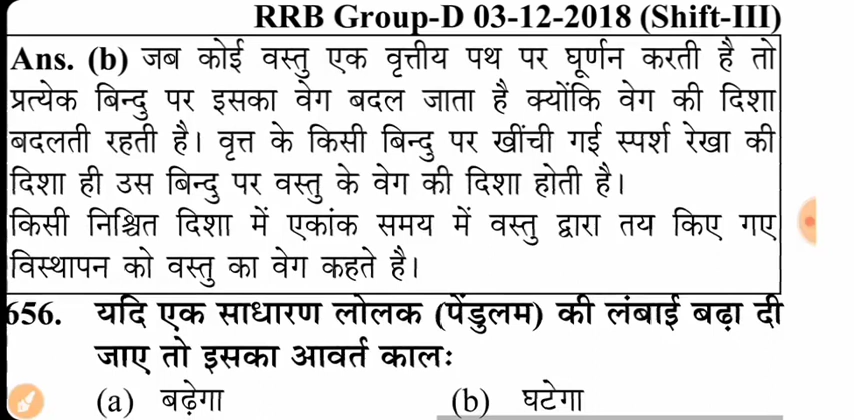 RRB Group-D 03-12-2018 (Shift-III)
Ans. (b) जब कोई वस्तु एक वृत्तीय पथ पर घूर्णन करती है तो
प्रत्येक बिन्दु पर इसका वेग बदल जाता है क्योंकि वेग की दिशा
बदलती रहती है। वृत्त के किसी बिन्दु पर खींची गई स्पर्श रेखा की
दिशा ही उस बिन्दु पर वस्तु के वेग की दिशा होती है।
किसी निश्चित दिशा में एकांक समय में वस्तु द्वारा तय किए गए
विस्थापन को वस्तु का वेग कहते है।
656. यदि एक साधारण लोलक (पेंडुलम) की लंबाई बढ़ा दी
जाए तो इसका आवर्त कालः
(a) बढ़ेगा (b) घटेगा